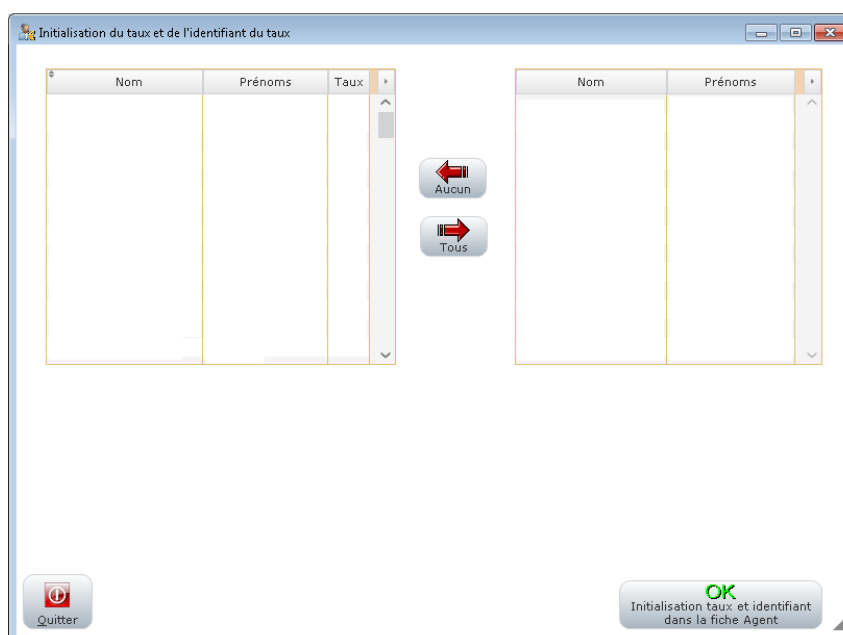 Initialisation du taux et de l'identifiant du taux
Nom Prénoms Taux
Nom Prénoms
Aucun
Tous
Quitter
OK
Initialisation taux et identifiant
dans la fiche Agent